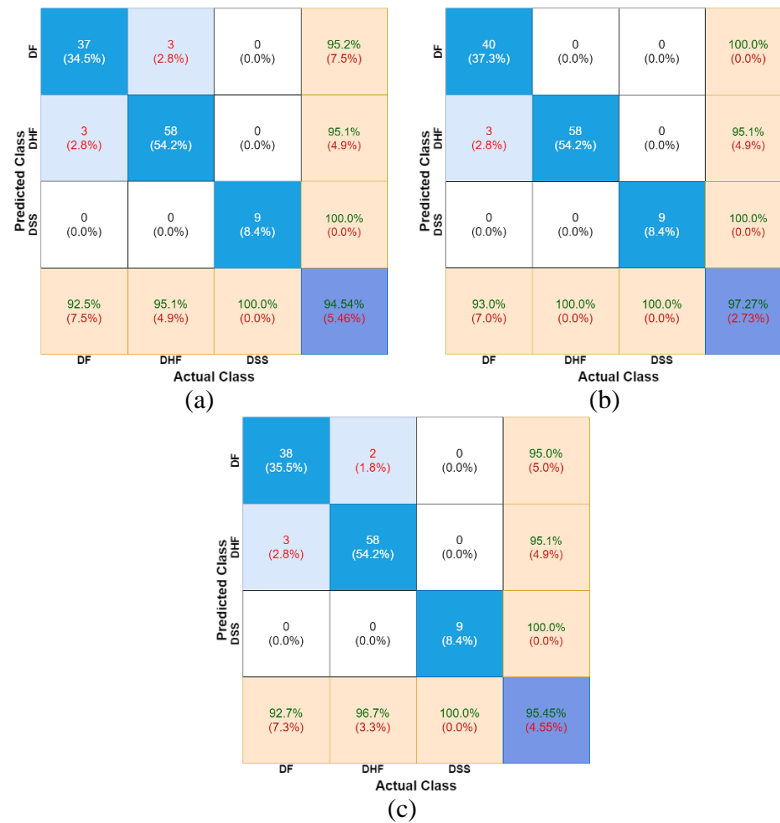 DF
37 3 0 95.2%
(34.5%) (2.8%) (0.0%) (7.5%)
DHF
3 58 0 95.1%
(2.8%) (54.2%) (0.0%) (4.9%)
Predicted Class
DSS
0 0 9 100.0%
(0.0%) (0.0%) (8.4%) (0.0%)
92.5% 95.1% 100.0% 94.54%
(7.5%) (4.9%) (0.0%) (5.46%)
DF DHF DSS
Actual Class
(a)
DF
40 0 0 100.0%
(37.3%) (0.0%) (0.0%) (0.0%)
DHF
3 58 0 95.1%
(2.8%) (54.2%) (0.0%) (4.9%)
Predicted Class
DSS
0 0 9 100.0%
(0.0%) (0.0%) (8.4%) (0.0%)
93.0% 100.0% 100.0% 97.27%
(7.0%) (0.0%) (0.0%) (2.73%)
DF DHF DSS
Actual Class
(b)
DF
38 2 0 95.0%
(35.5%) (1.8%) (0.0%) (5.0%)
DHF
3 58 0 95.1%
(2.8%) (54.2%) (0.0%) (4.9%)
Predicted Class
DSS
0 0 9 100.0%
(0.0%) (0.0%) (8.4%) (0.0%)
92.7% 96.7% 100.0% 95.45%
(7.3%) (3.3%) (0.0%) (4.55%)
DF DHF DSS
Actual Class
(c)